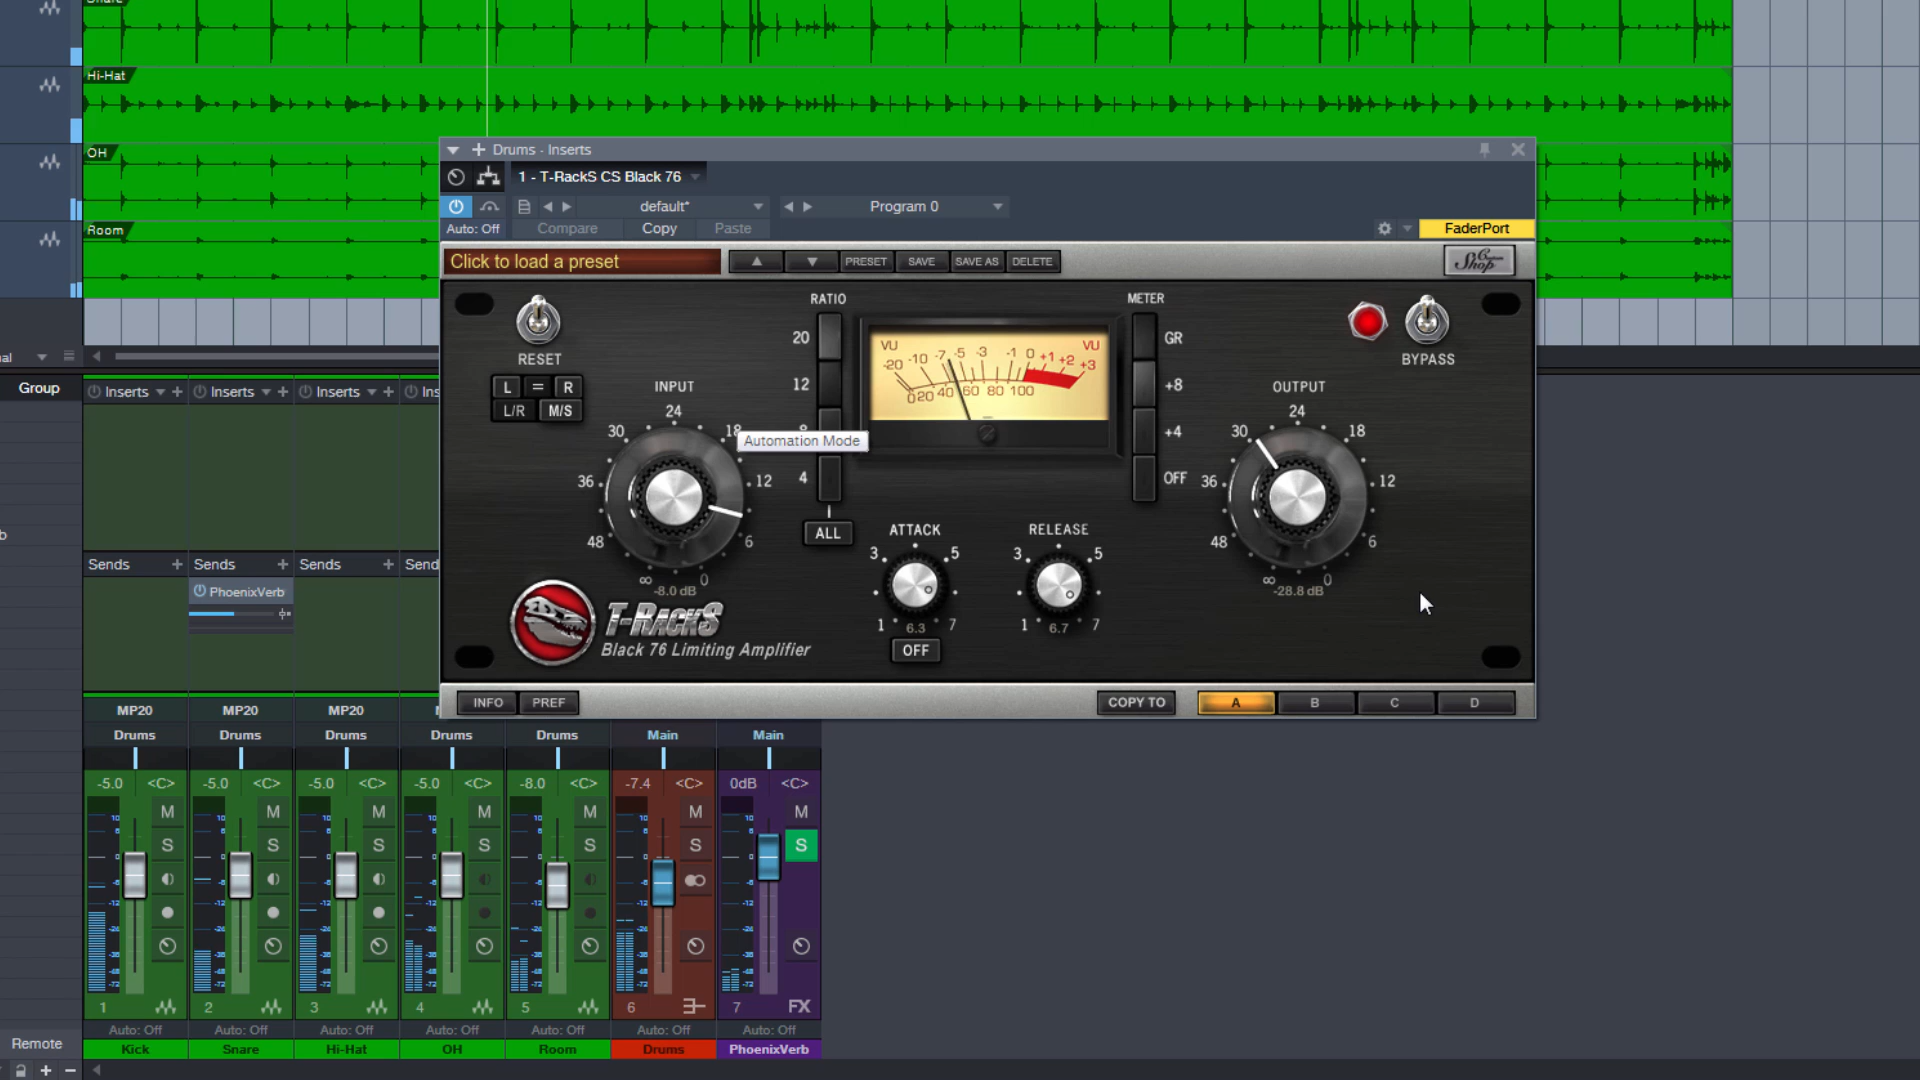 Snare
Hi-Hat
OH
Room
Drums - Inserts
1 - T-RackS CS Black 76
default*
Program 0
Auto: Off
Compare
Copy
Paste
FaderPort
Click to load a preset
PRESET
SAVE
SAVE AS
DELETE
Custom Shop
RESET
L = R
L/R M/S
INPUT
24
30 18
36 12
48 6
∞ 0
-8.0 dB
Automation Mode
RATIO
20
12
8
4
ALL
VU VU
-20 -10 -7 -5 -3 -1 0 +1 +2 +3
0 20 40 60 80 100
METER
GR
+8
+4
OFF
BYPASS
OUTPUT
24
30 18
36 12
48 6
∞ 0
-28.8 dB
ATTACK
3 5
1 6.3 7
OFF
RELEASE
3 5
1 6.7 7
T-RackS
Black 76 Limiting Amplifier
INFO PREF
COPY TO A B C D
al
Group
Inserts Inserts Inserts Ins
Sends Sends Sends Send
PhoenixVerb
MP20 MP20 MP20
Drums Drums Drums Drums Drums Main Main
-5.0 <C> -5.0 <C> -5.0 <C> -5.0 <C> -8.0 <C> -7.4 <C> 0dB <C>
M M M M M M M
S S S S S S S
1 2 3 4 5 6 7 FX
Auto: Off Auto: Off Auto: Off Auto: Off Auto: Off Auto: Off Auto: Off
Remote
Kick Snare Hi-Hat OH Room Drums PhoenixVerb